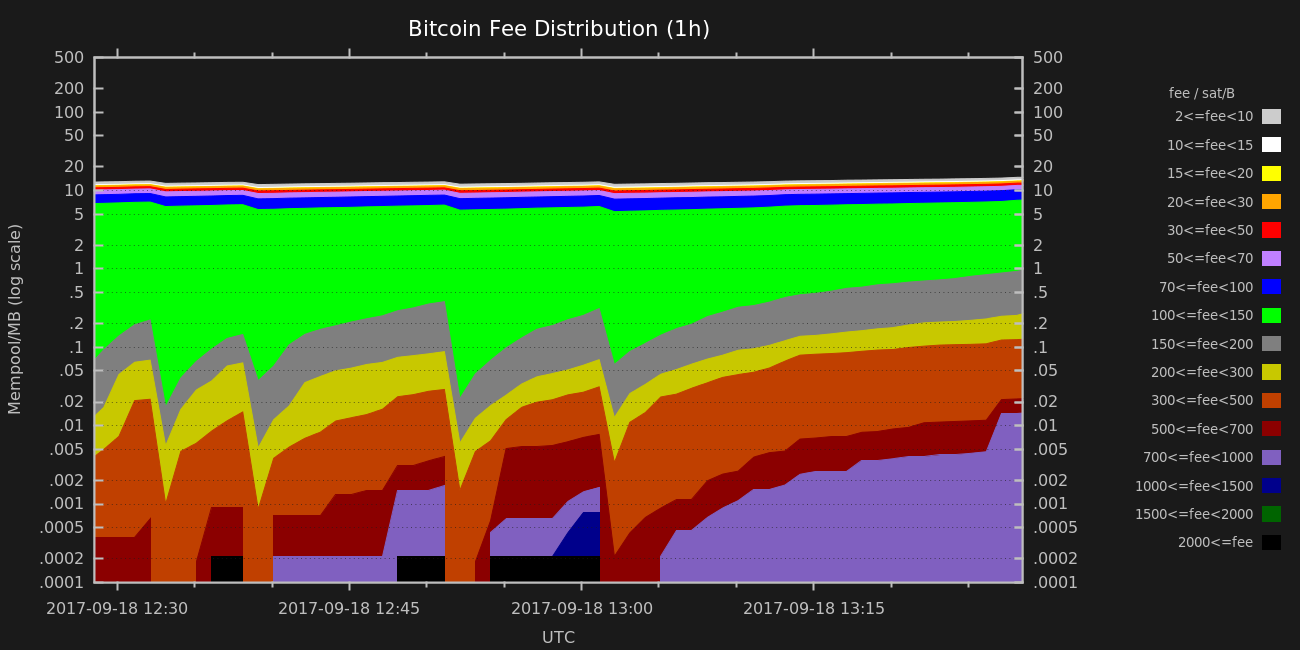 Bitcoin Fee Distribution (1h)
500
200
100
50
20
10
5
2
1
.5
.2
.1
.05
.02
.01
.005
.002
.001
.0005
.0002
.0001
Mempool/MB (log scale)
500
200
100
50
20
10
5
2
1
.5
.2
.1
.05
.02
.01
.005
.002
.001
.0005
.0002
.0001
2017-09-18 12:30 2017-09-18 12:45 2017-09-18 13:00 2017-09-18 13:15
UTC
fee / sat/B
2<=fee<10
10<=fee<15
15<=fee<20
20<=fee<30
30<=fee<50
50<=fee<70
70<=fee<100
100<=fee<150
150<=fee<200
200<=fee<300
300<=fee<500
500<=fee<700
700<=fee<1000
1000<=fee<1500
1500<=fee<2000
2000<=fee